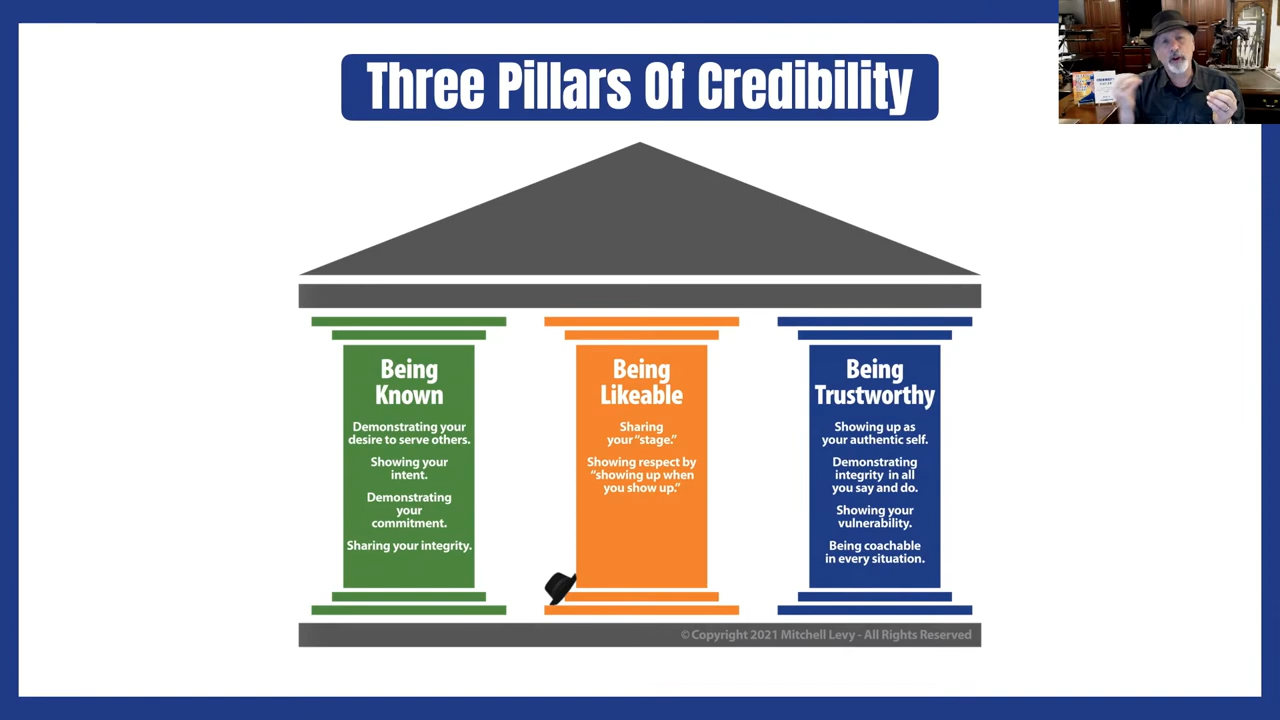 Three Pillars Of Credibility
Being
Known
Demonstrating your
desire to serve others.
Showing your
intent.
Demonstrating
your
commitment.
Sharing your integrity.
Being
Likeable
Sharing
your “stage.”
Showing respect by
“showing up when
you show up.”
Being
Trustworthy
Showing up as
your authentic self.
Demonstrating
integrity in all
you say and do.
Showing your
vulnerability.
Being coachable
in every situation.
© Copyright 2021 Mitchell Levy - All Rights Reserved